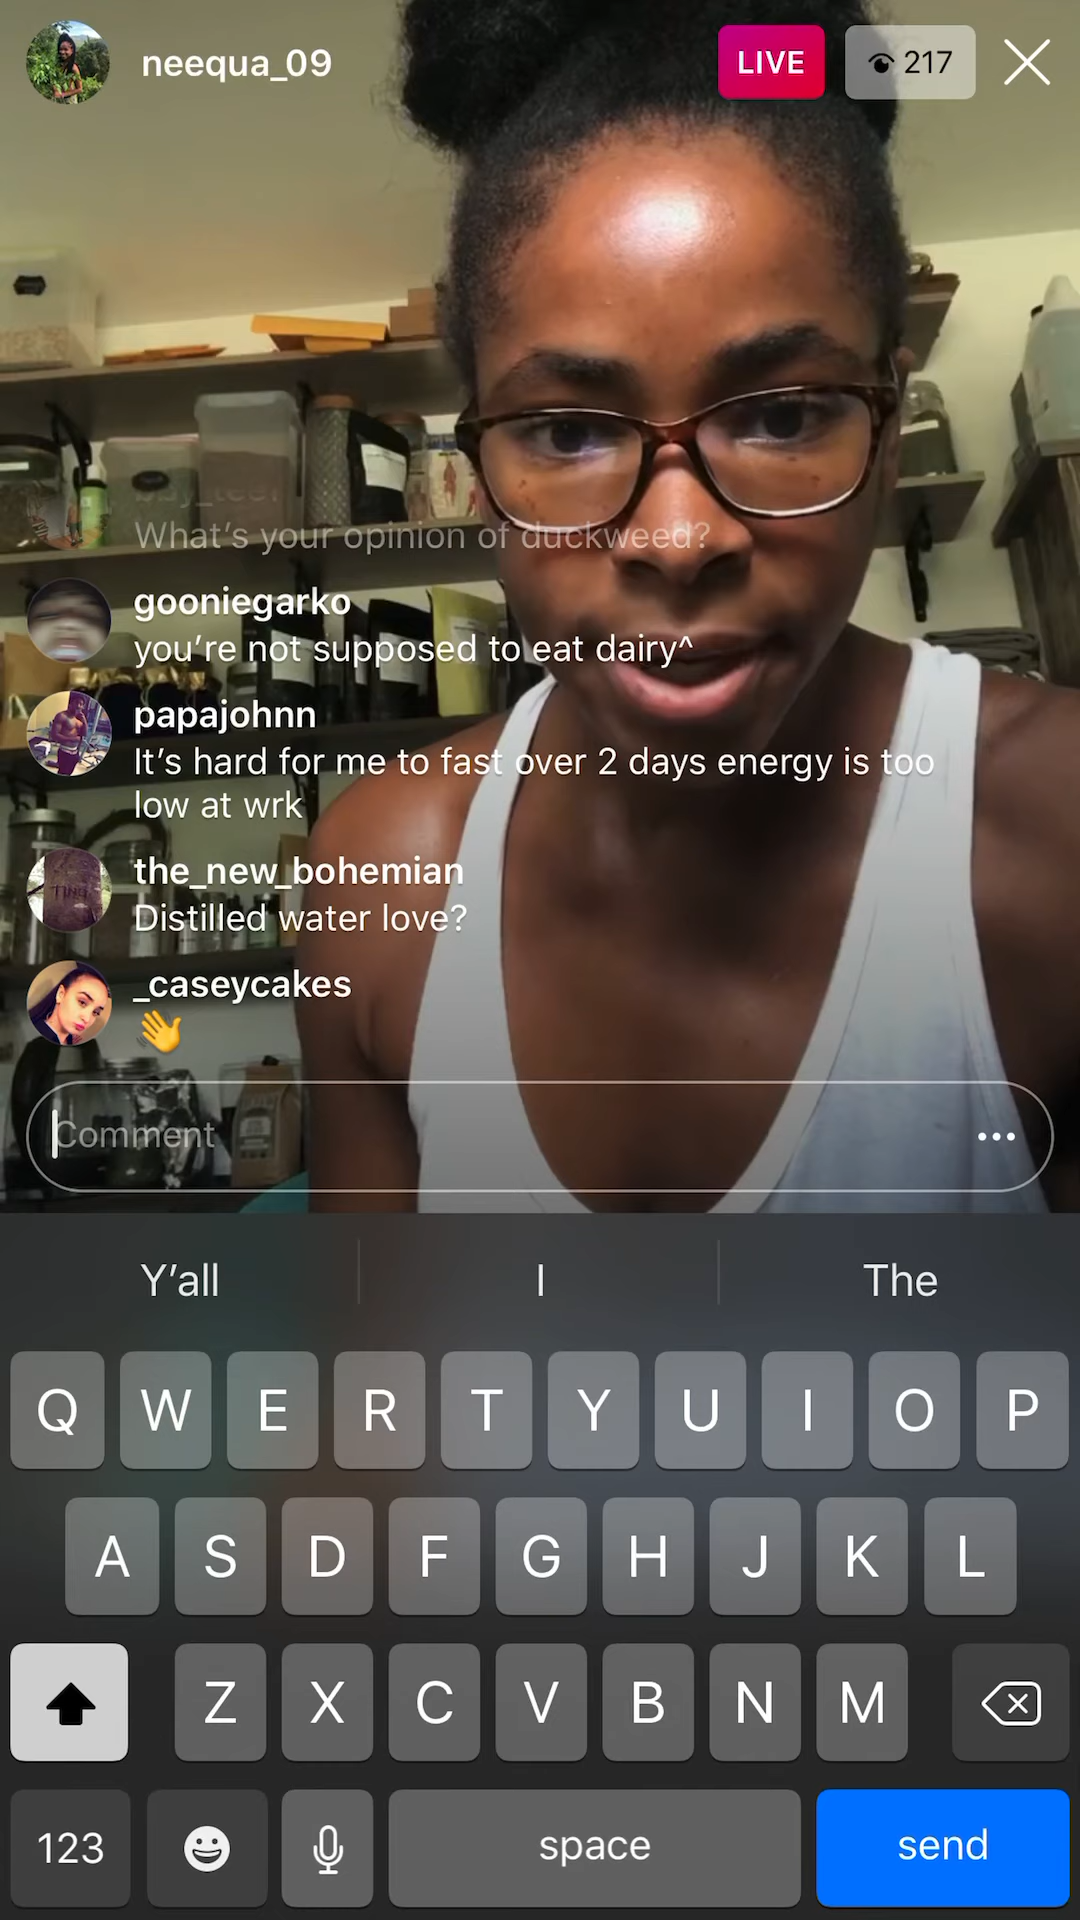 neequa_09
LIVE
217
What's your opinion of duckweed?
gooniegarko
you're not supposed to eat dairy^
papajohnn
It's hard for me to fast over 2 days energy is too
low at wrk
the_new_bohemian
Distilled water love?
_caseycakes
👋
Comment
Y'all I The
Q W E R T Y U I O P
A S D F G H J K L
Z X C V B N M
123 space send